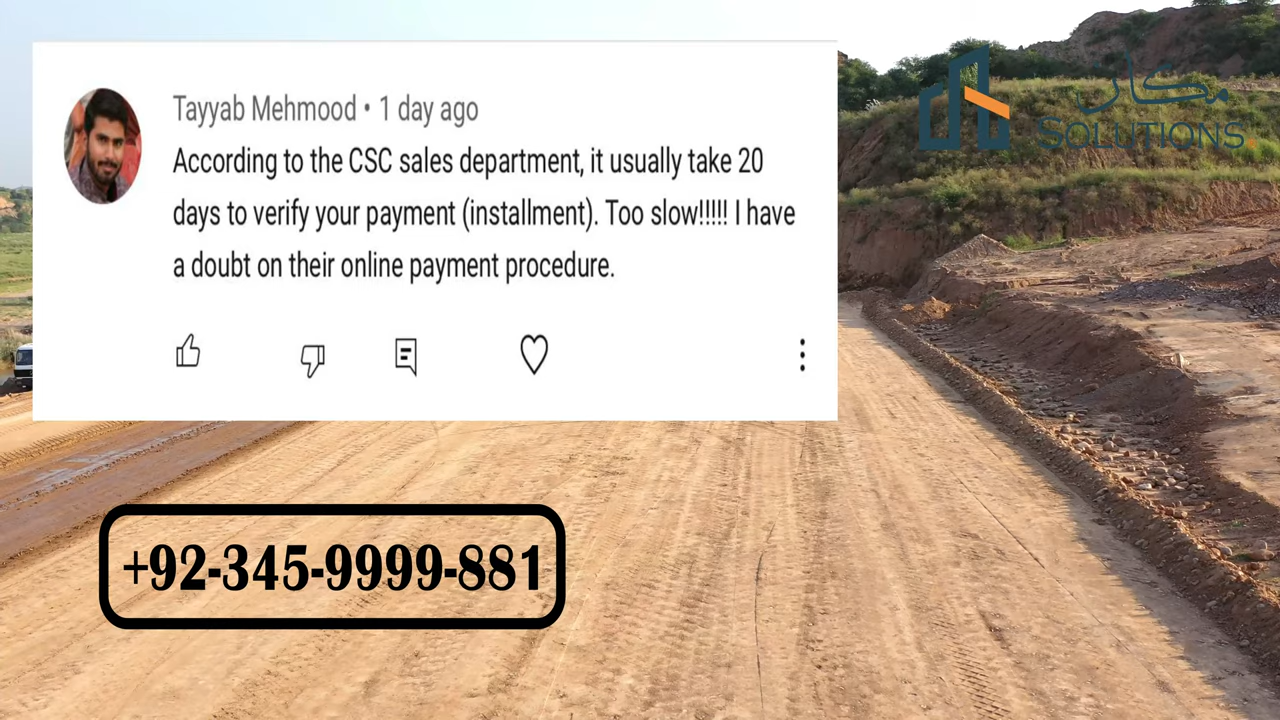 Tayyab Mehmood • 1 day ago
According to the CSC sales department, it usually take 20
days to verify your payment (installment). Too slow!!!!! I have
a doubt on their online payment procedure.
مکان
SOLUTIONS.
+92-345-9999-881